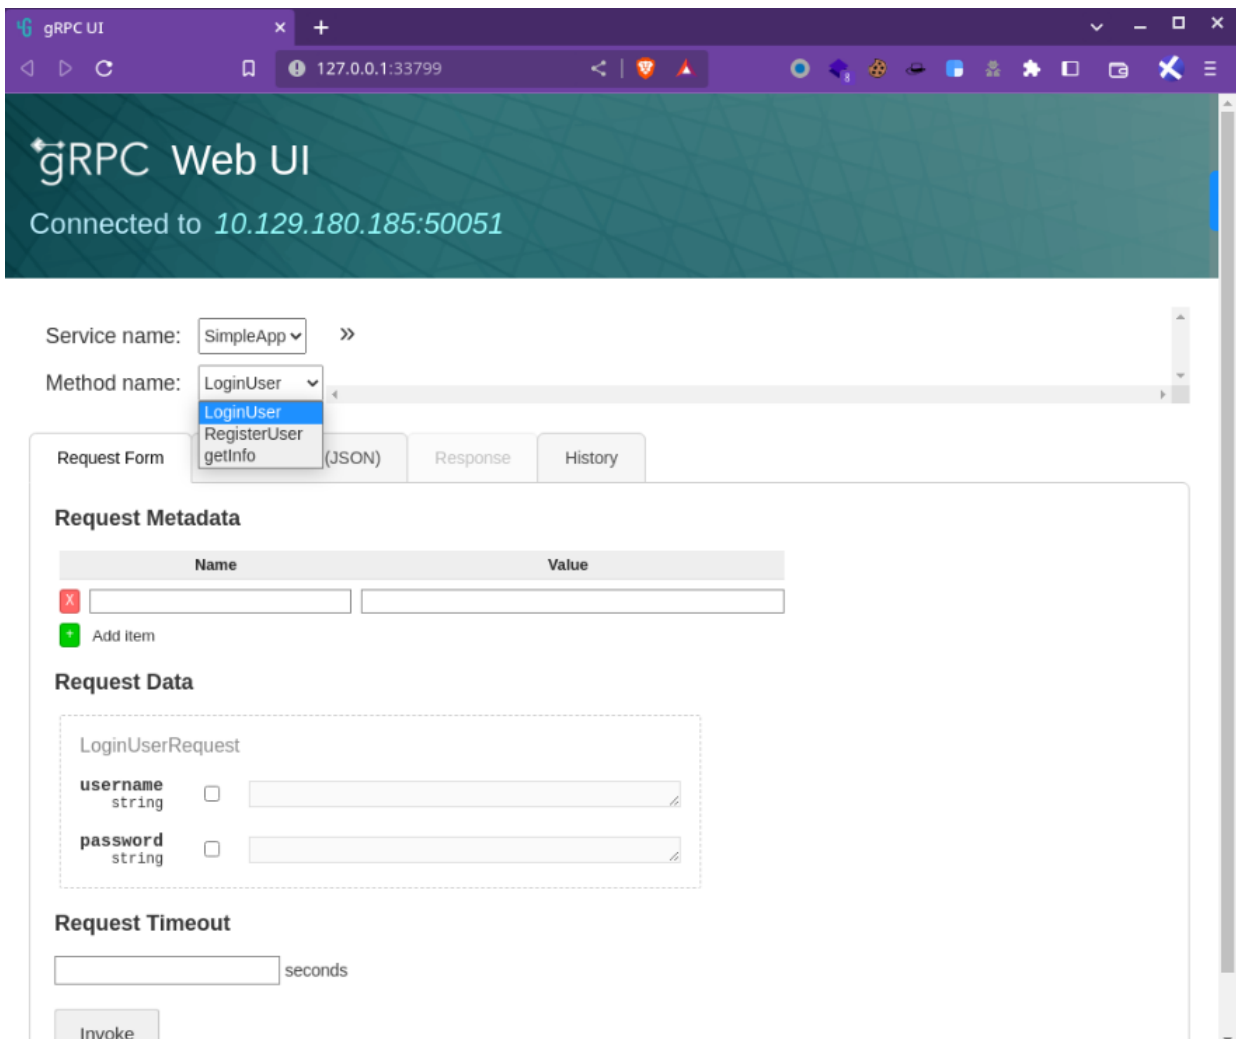 gRPC UI
127.0.0.1:33799
8
gRPC Web UI
Connected to 10.129.180.185:50051
Service name: SimpleApp »
Method name: LoginUser
LoginUser
RegisterUser
getInfo
Request Form (JSON) Response History
Request Metadata
Name Value
X
+ Add item
Request Data
LoginUserRequest
username
string
password
string
Request Timeout
seconds
Invoke